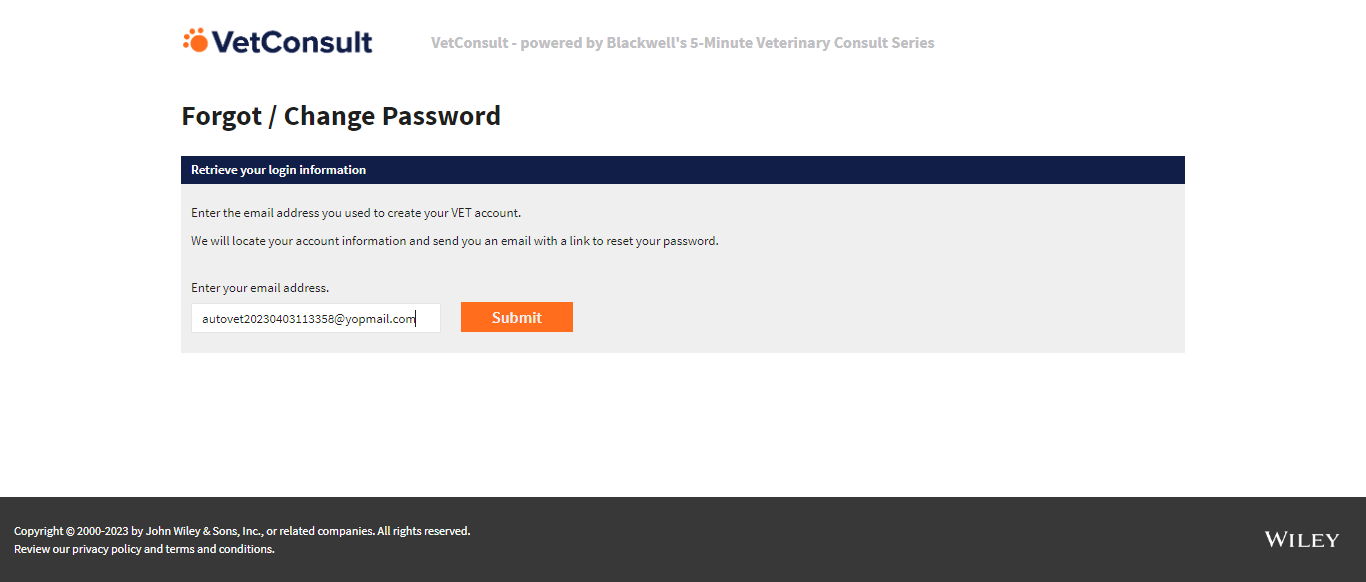 VetConsult
VetConsult - powered by Blackwell's 5-Minute Veterinary Consult Series
Forgot / Change Password
Retrieve your login information
Enter the email address you used to create your VET account.
We will locate your account information and send you an email with a link to reset your password.
Enter your email address.
autovet20230403113358@yopmail.com
Submit
Copyright © 2000-2023 by John Wiley & Sons, Inc., or related companies. All rights reserved.
Review our privacy policy and terms and conditions.
WILEY